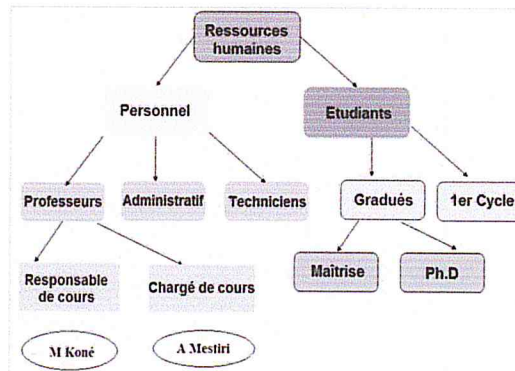 Ressources
humaines
Personnel
Etudiants
Professeurs
Administratif
Techniciens
Gradués
1er Cycle
Maîtrise
Ph.D
Responsable
de cours
Chargé de cours
M Koné
A Mestiri